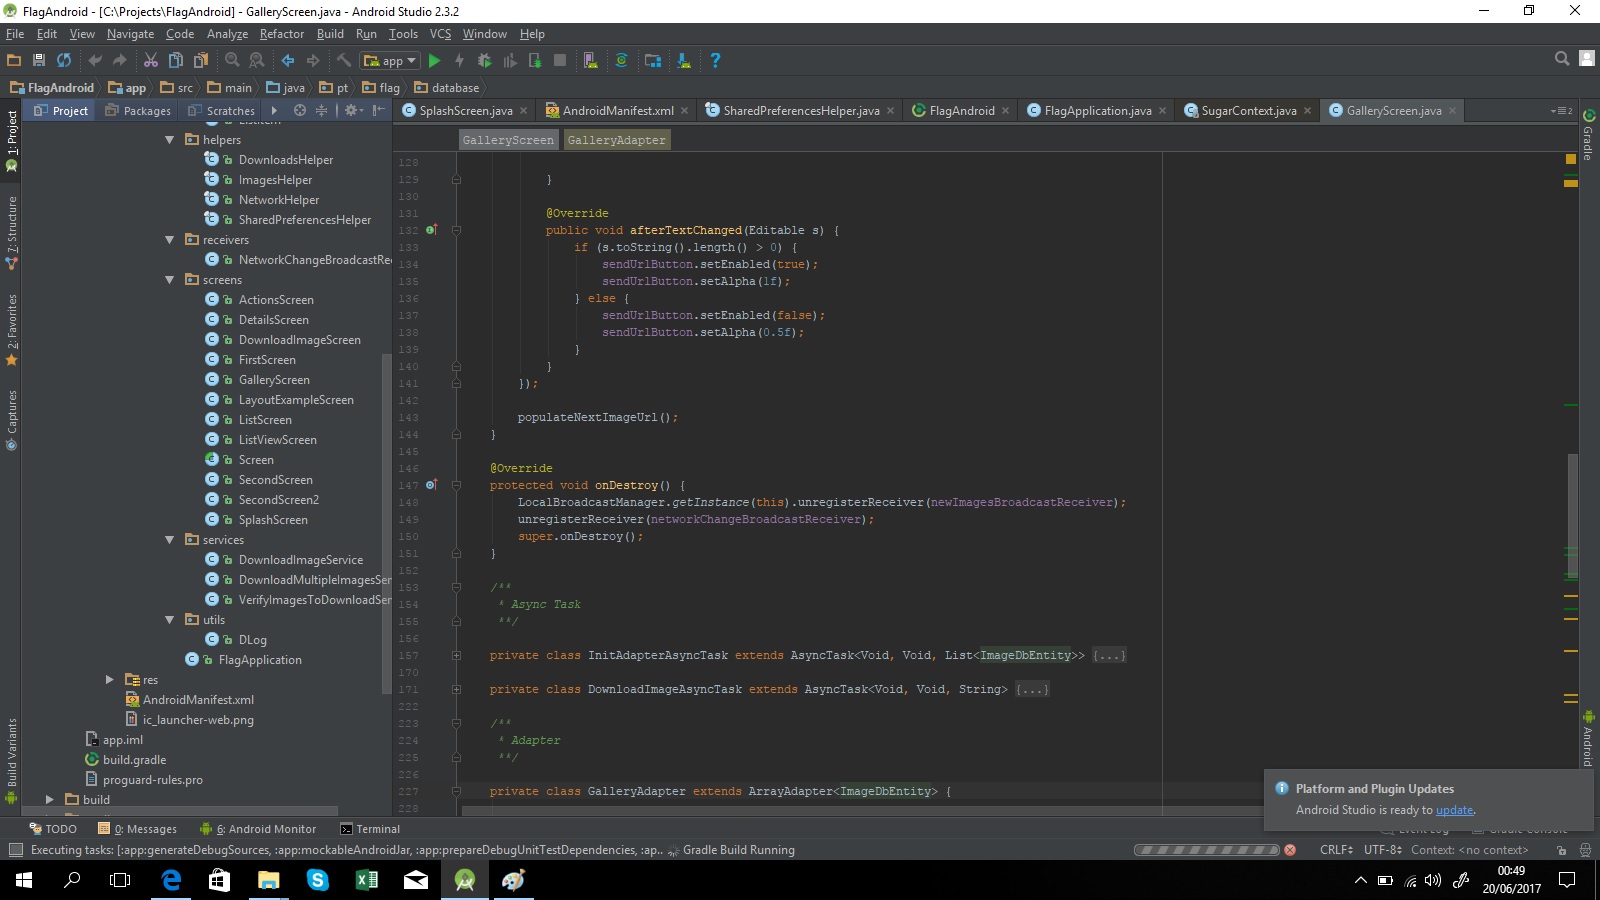 FlagAndroid - [C:\Projects\FlagAndroid] - GalleryScreen.java - Android Studio 2.3.2
File Edit View Navigate Code Analyze Refactor Build Run Tools VCS Window Help
app
FlagAndroid app src main java pt flag database
Project Packages Scratches
SplashScreen.java AndroidManifest.xml SharedPreferencesHelper.java FlagAndroid FlagApplication.java SugarContext.java GalleryScreen.java
GalleryScreen GalleryAdapter
1: Project
7: Structure
2: Favorites
Captures
Build Variants
helpers
DownloadsHelper
ImagesHelper
NetworkHelper
SharedPreferencesHelper
receivers
NetworkChangeBroadcastRe
screens
ActionsScreen
DetailsScreen
DownloadImageScreen
FirstScreen
GalleryScreen
LayoutExampleScreen
ListScreen
ListViewScreen
Screen
SecondScreen
SecondScreen2
SplashScreen
services
DownloadImageService
DownloadMultipleImagesSer
VerifyImagesToDownloadSer
utils
DLog
FlagApplication
res
AndroidManifest.xml
ic_launcher-web.png
app.iml
build.gradle
proguard-rules.pro
build
128
129 }
130
131 @Override
132 public void afterTextChanged(Editable s) {
133 if (s.toString().length() > 0) {
134 sendUrlButton.setEnabled(true);
135 sendUrlButton.setAlpha(1f);
136 } else {
137 sendUrlButton.setEnabled(false);
138 sendUrlButton.setAlpha(0.5f);
139 }
140 }
141 });
142
143 populateNextImageUrl();
144 }
145
146 @Override
147 protected void onDestroy() {
148 LocalBroadcastManager.getInstance(this).unregisterReceiver(newImagesBroadcastReceiver);
149 unregisterReceiver(networkChangeBroadcastReceiver);
150 super.onDestroy();
151 }
152
153 /**
154 * Async Task
155 **/
156
157 private class InitAdapterAsyncTask extends AsyncTask<Void, Void, List<ImageDbEntity>> {...}
170
171 private class DownloadImageAsyncTask extends AsyncTask<Void, Void, String> {...}
222
223 /**
224 * Adapter
225 **/
226
227 private class GalleryAdapter extends ArrayAdapter<ImageDbEntity> {
228
Gradle
Android
Platform and Plugin Updates
Android Studio is ready to update.
TODO 0: Messages 6: Android Monitor Terminal Event Log Gradle Console
Executing tasks: [:app:generateDebugSources, :app:mockableAndroidJar, :app:prepareDebugUnitTestDependencies, :ap.. Gradle Build Running CRLF UTF-8 Context: <no context>
00:49
20/06/2017